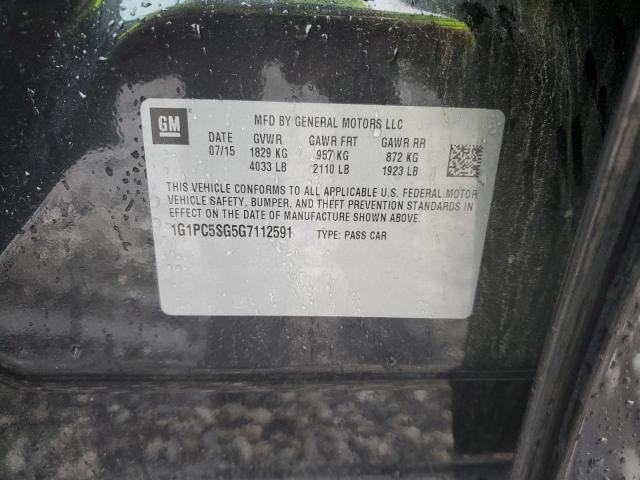 GM
MFD BY GENERAL MOTORS LLC
DATE GVWR GAWR FRT GAWR RR
07/15 1829 KG 957 KG 872 KG
4033 LB 2110 LB 1923 LB
THIS VEHICLE CONFORMS TO ALL APPLICABLE U.S. FEDERAL MOTOR
VEHICLE SAFETY, BUMPER, AND THEFT PREVENTION STANDARDS IN
EFFECT ON THE DATE OF MANUFACTURE SHOWN ABOVE.
1G1PC5SG5G7112591 TYPE: PASS CAR